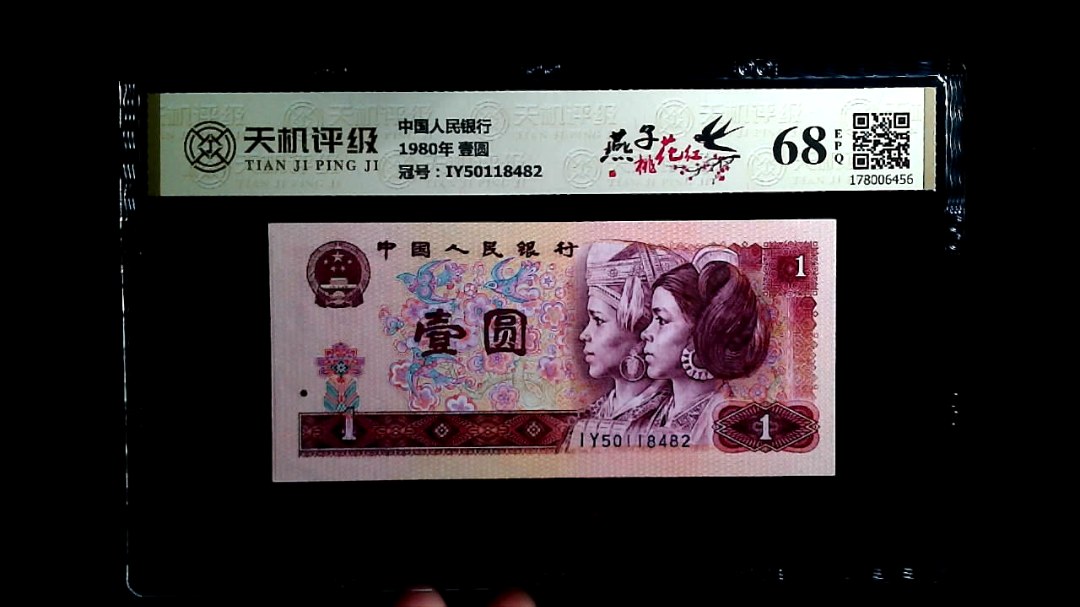 天机评级
TIAN JI PING JI
中国人民银行
1980年 壹圆
冠号：IY50118482
燕子
桃花红
68
EPQ
178006456
中国人民银行
1
壹圆
1
IY50118482
1